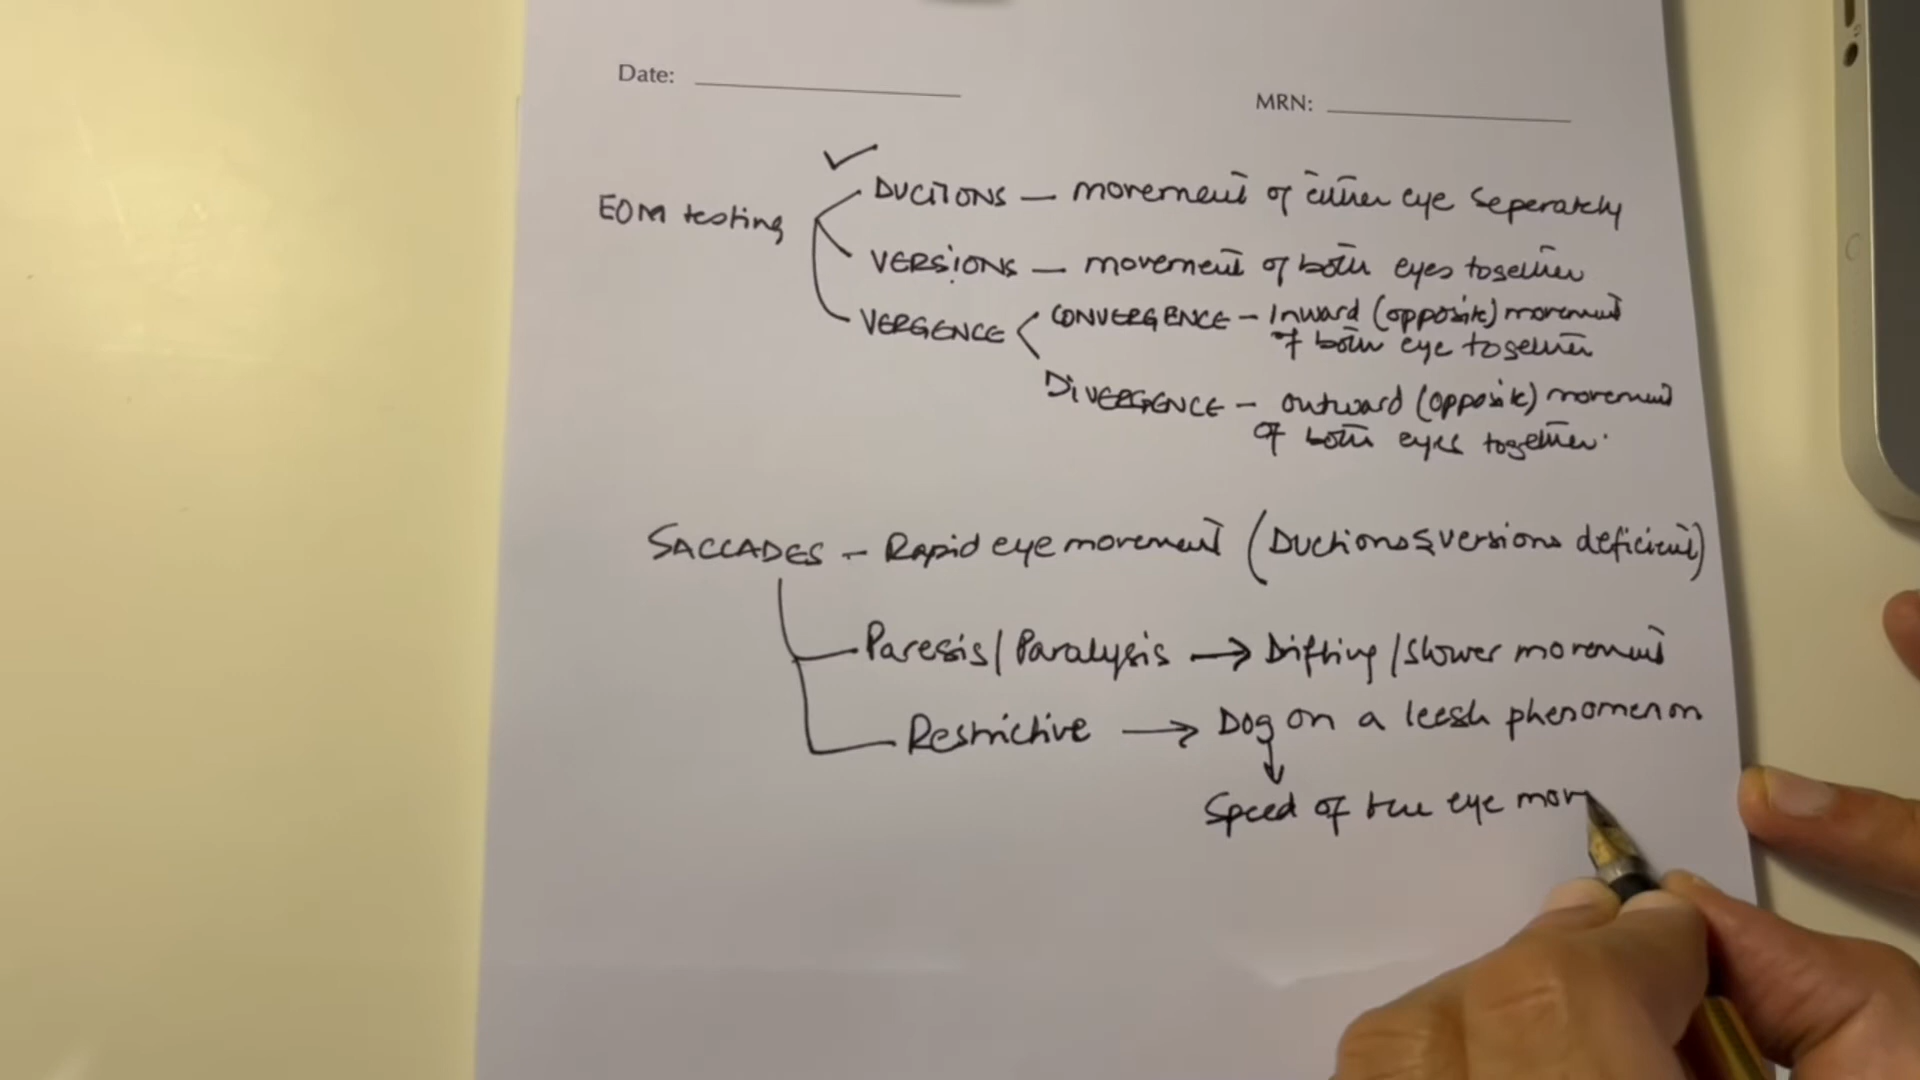 Date:
MRN:
EOM testing
DUCTIONS — movement of either eye seperately
VERSIONS — movement of both eyes together
VERGENCE
CONVERGENCE – Inward (opposite) movement
of both eye together
DIVERGENCE – outward (opposite) movement
of both eyes together.
SACCADES – Rapid eye movement (Ductions & versions deficient)
Paresis/Paralysis → Drifting/slower movement
Restrictive → Dog on a leesh phenomenon
↓
Speed of the eye mov